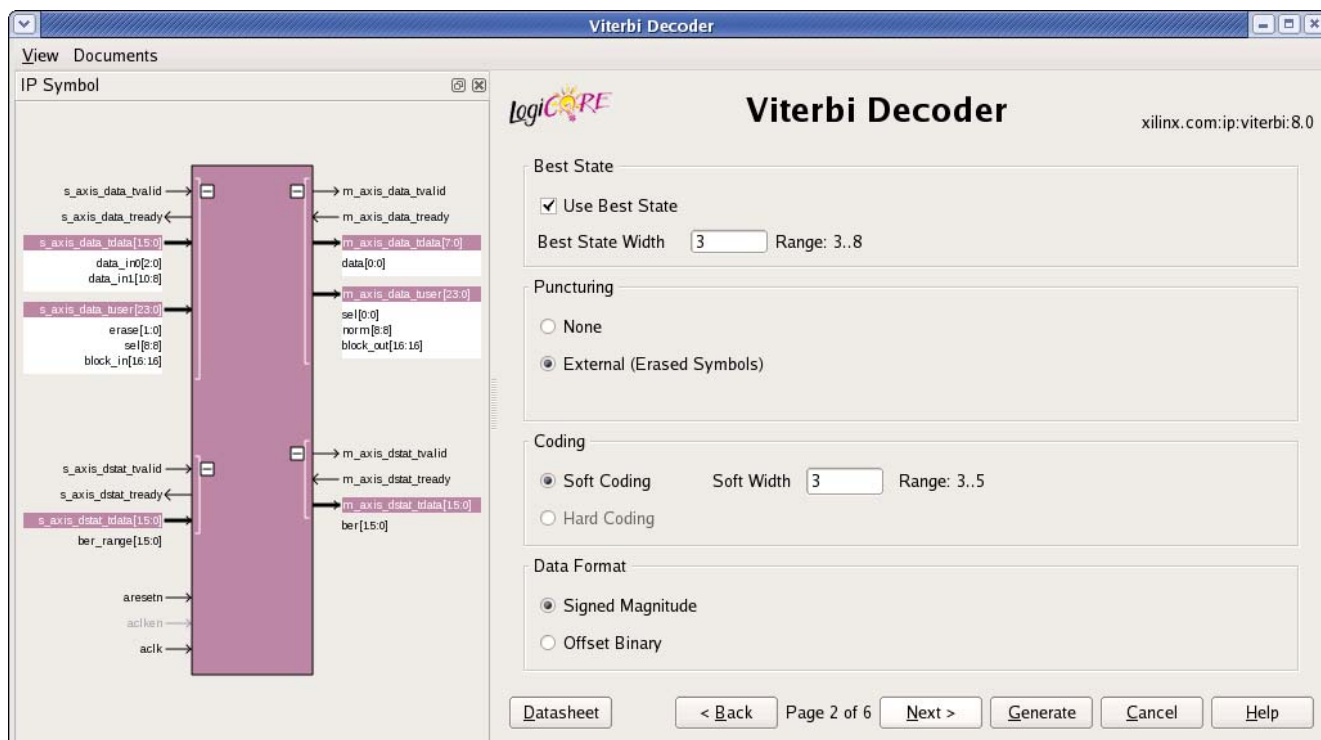 Viterbi Decoder
View Documents
IP Symbol
s_axis_data_tvalid
s_axis_data_tready
s_axis_data_tdata[15:0]
data_in0[2:0]
data_in1[10:8]
s_axis_data_tuser[23:0]
erase[1:0]
sel[8:8]
block_in[16:16]
m_axis_data_tvalid
m_axis_data_tready
m_axis_data_tdata[7:0]
data[0:0]
m_axis_data_tuser[23:0]
sel[0:0]
norm[8:8]
block_out[16:16]
s_axis_dstat_tvalid
s_axis_dstat_tready
s_axis_dstat_tdata[15:0]
ber_range[15:0]
m_axis_dstat_tvalid
m_axis_dstat_tready
m_axis_dstat_tdata[15:0]
ber[15:0]
aresetn
aclken
aclk
LogiCORE
Viterbi Decoder
xilinx.com:ip:viterbi:8.0
Best State
Use Best State
Best State Width 3 Range: 3..8
Puncturing
None
External (Erased Symbols)
Coding
Soft Coding Soft Width 3 Range: 3..5
Hard Coding
Data Format
Signed Magnitude
Offset Binary
Datasheet < Back Page 2 of 6 Next > Generate Cancel Help